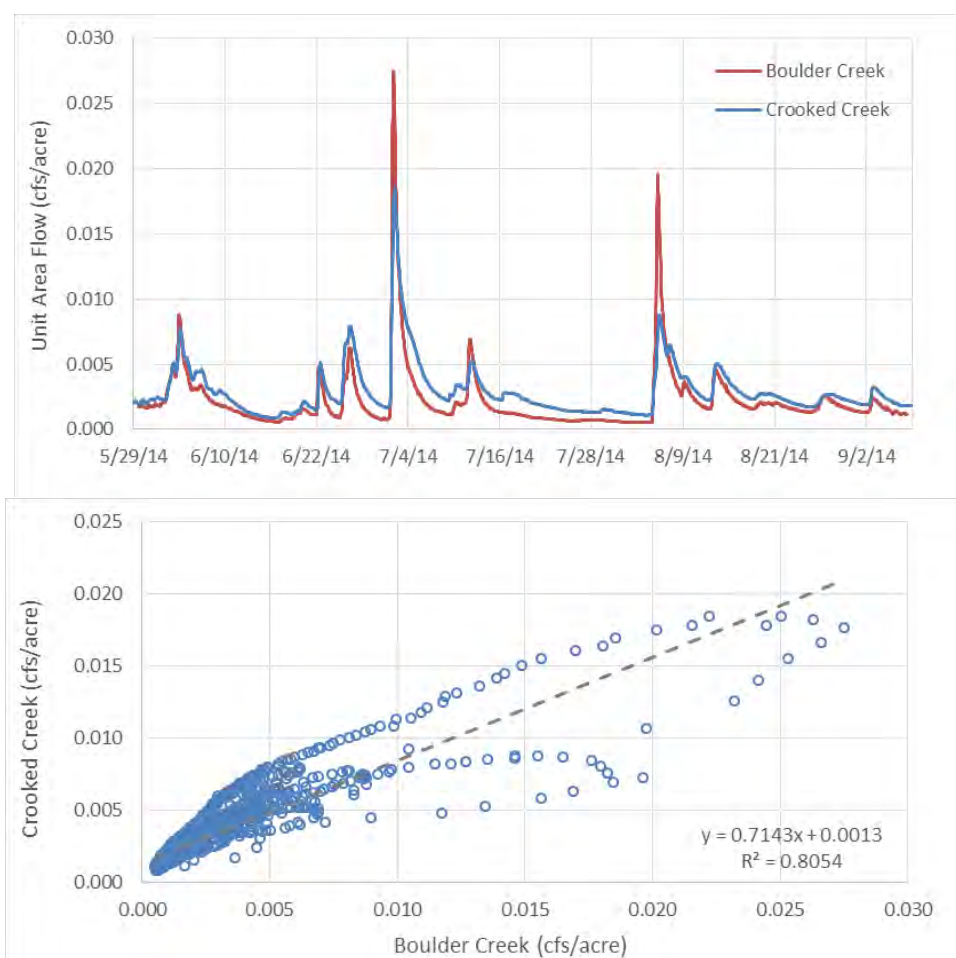 0.030
0.025
0.020
0.015
0.010
0.005
0.000
Unit Area Flow (cfs/acre)
Boulder Creek
Crooked Creek
5/29/14 6/10/14 6/22/14 7/4/14 7/16/14 7/28/14 8/9/14 8/21/14 9/2/14
0.025
0.020
0.015
0.010
0.005
0.000
Crooked Creek (cfs/acre)
y = 0.7143x + 0.0013
R² = 0.8054
0.000 0.005 0.010 0.015 0.020 0.025 0.030
Boulder Creek (cfs/acre)